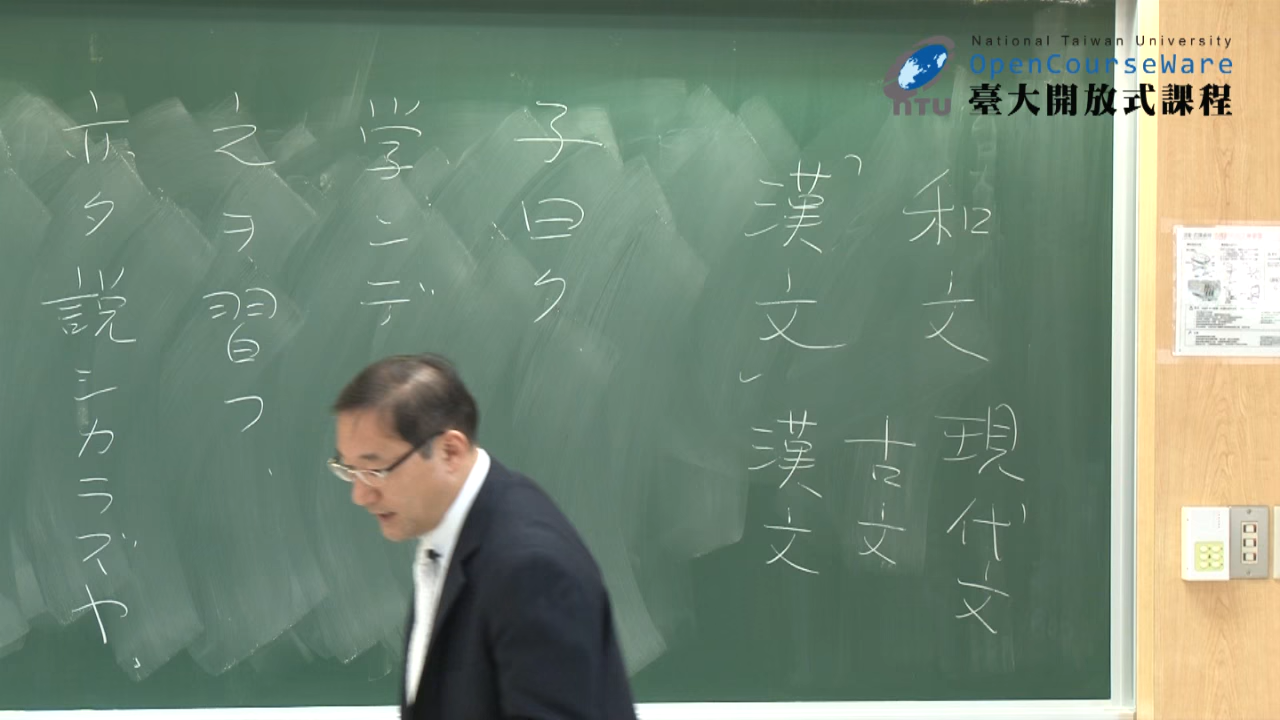 National Taiwan University
OpenCourseWare
臺大開放式課程
NTU
和文
現代文
古文
漢文
漢文
子曰ク
学ンデ
之ヲ習フ、
亦タ説シカラズヤ。